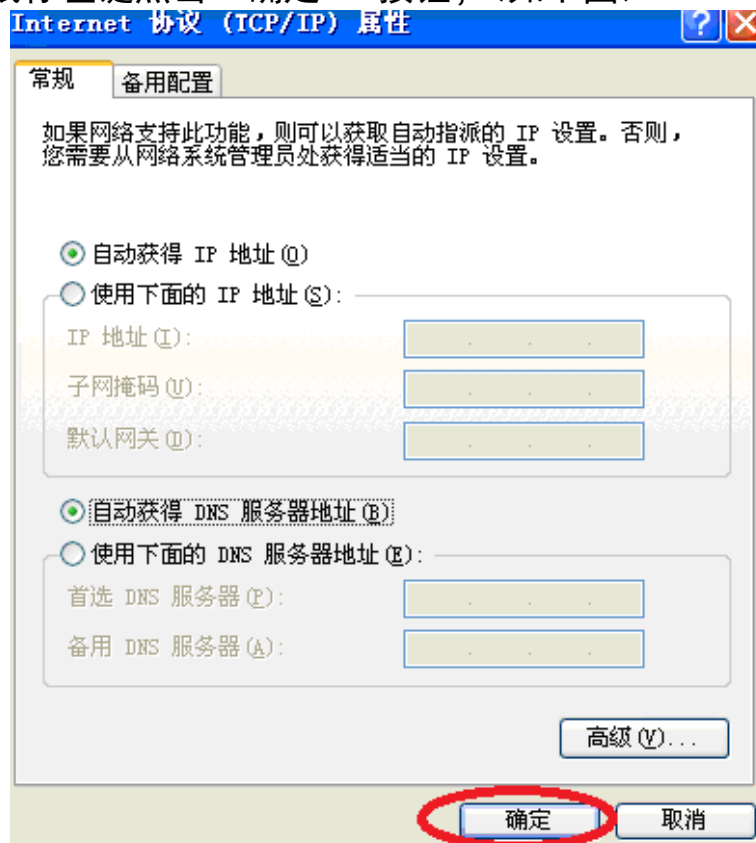 Internet 协议 (TCP/IP) 属性
常规 备用配置
如果网络支持此功能，则可以获取自动指派的 IP 设置。否则，
您需要从网络系统管理员处获得适当的 IP 设置。
自动获得 IP 地址(O)
使用下面的 IP 地址(S):
IP 地址(I):
子网掩码(U):
默认网关(D):
自动获得 DNS 服务器地址(B)
使用下面的 DNS 服务器地址(E):
首选 DNS 服务器(P):
备用 DNS 服务器(A):
高级(V)...
确定 取消